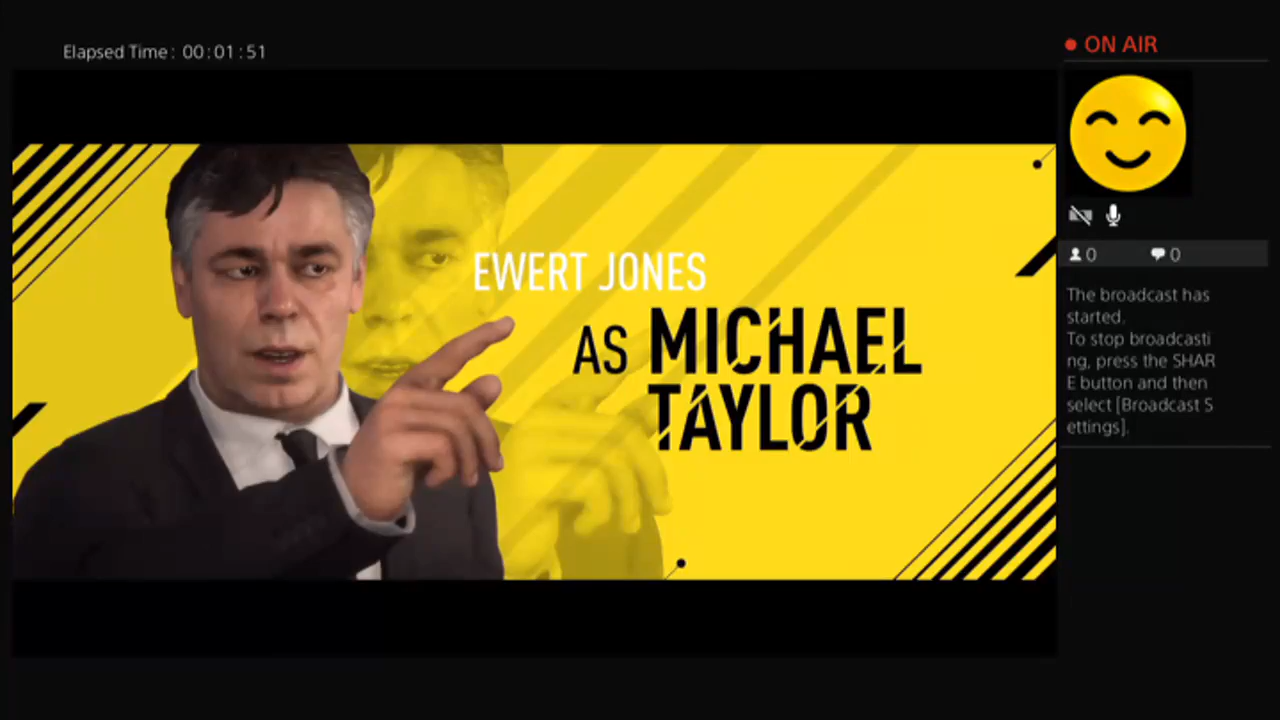 Elapsed Time: 00:01:51
ON AIR
EWERT JONES
AS MICHAEL
TAYLOR
0 0
The broadcast has
started.
To stop broadcasti
ng, press the SHAR
E button and then
select [Broadcast S
ettings].